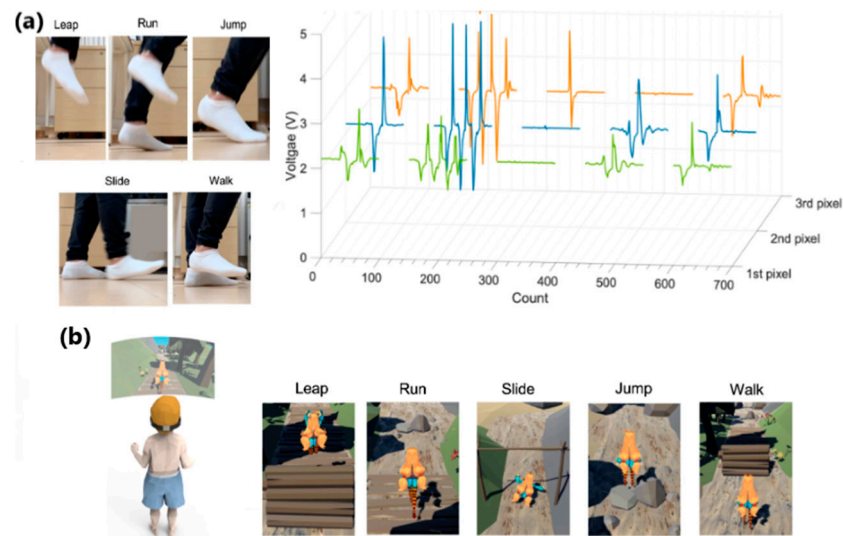 (a)
Leap Run Jump
Slide Walk
Voltgae (V)
5
4
3
2
1
0
0 100 200 300 400 500 600 700
Count
1st pixel
2nd pixel
3rd pixel
(b)
Leap Run Slide Jump Walk